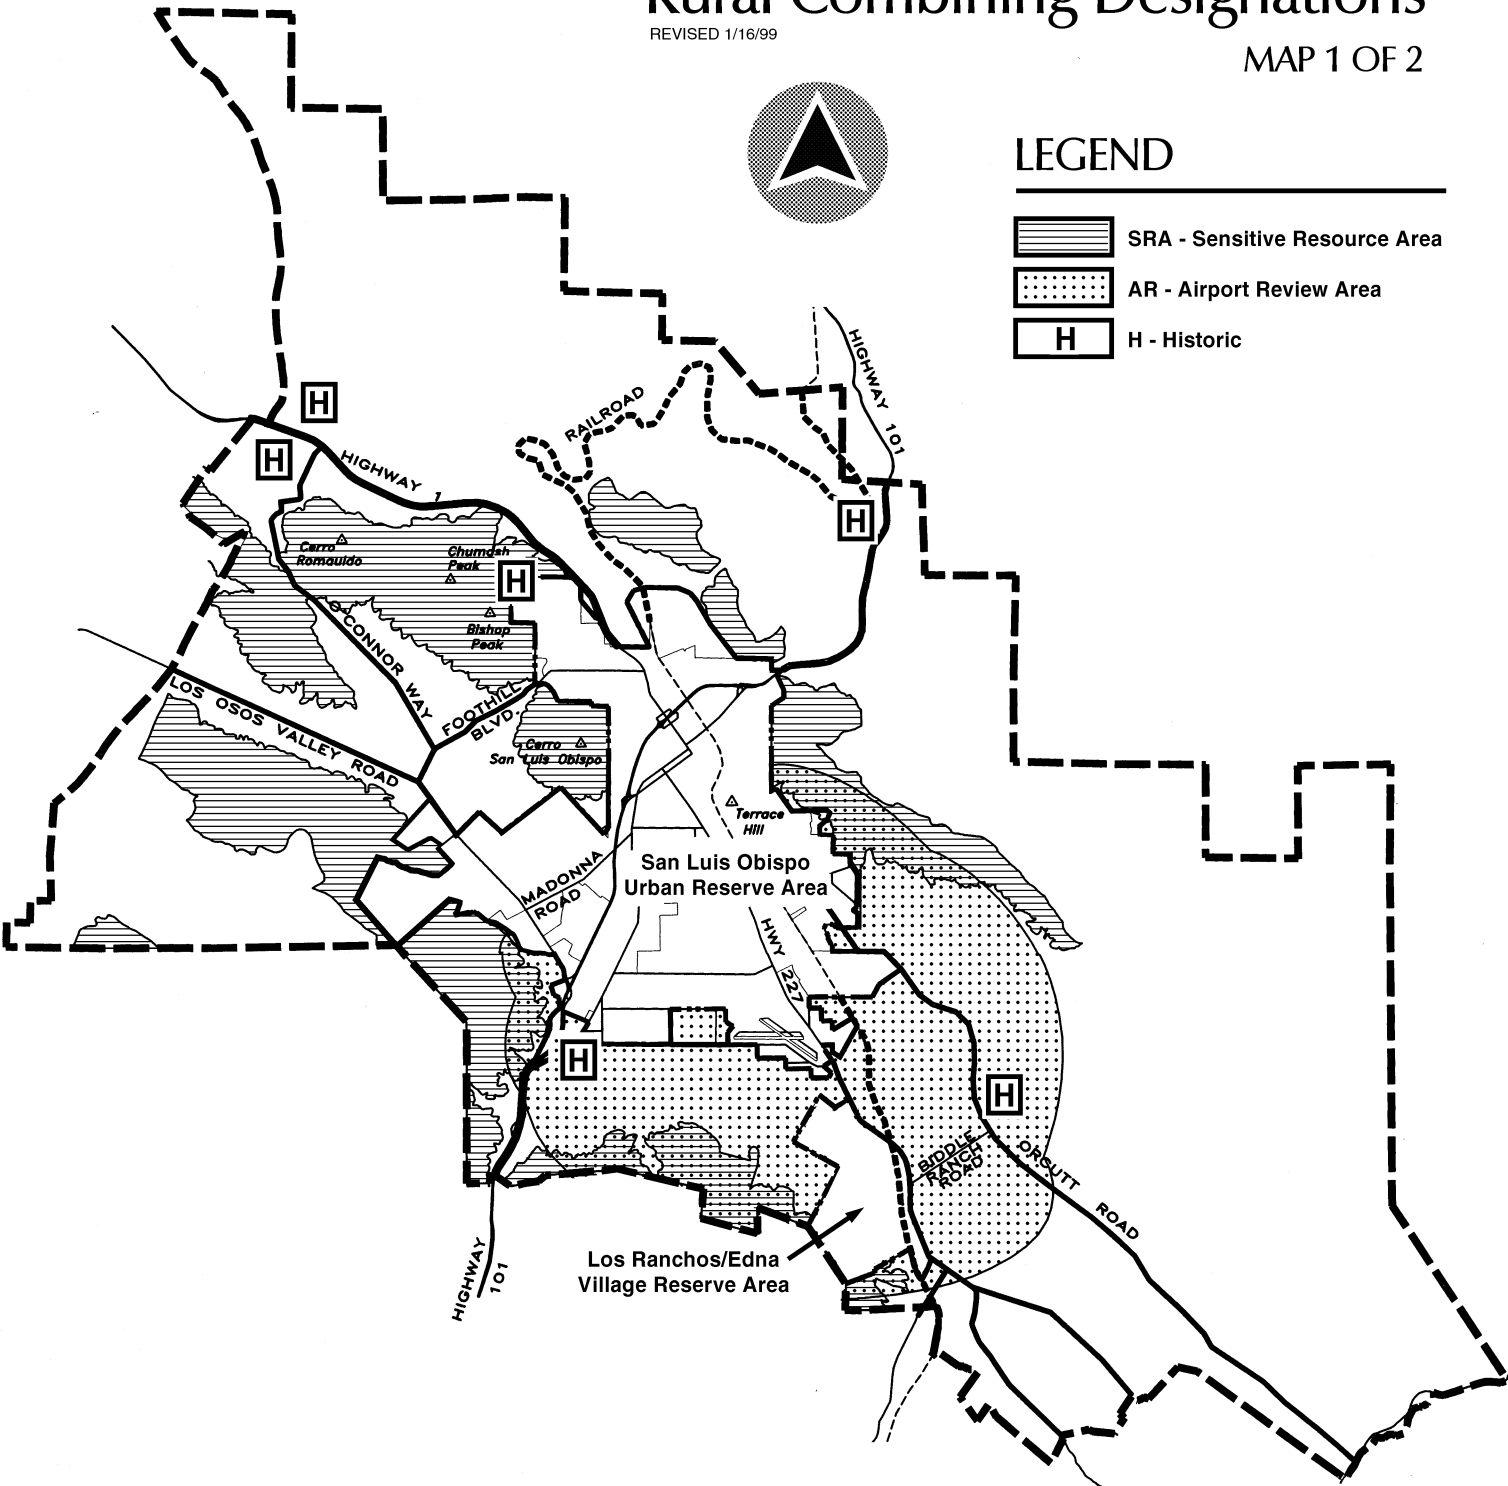 Rural Combining Designations
REVISED 1/16/99
MAP 1 OF 2
LEGEND
SRA - Sensitive Resource Area
AR - Airport Review Area
H
H - Historic
HIGHWAY 101
RAILROAD
H
H
HIGHWAY 1
H
Cerro
Romauldo
Chumash
Peak
H
Bishop
Peak
O'CONNOR WAY
LOS OSOS VALLEY ROAD
FOOTHILL
BLVD.
Cerro
San Luis Obispo
Terrace
Hill
San Luis Obispo
Urban Reserve Area
MADONNA
ROAD
HWY 227
H
H
BIDDLE
RANCH
ROAD
ORCUTT ROAD
Los Ranchos/Edna
Village Reserve Area
HIGHWAY
101